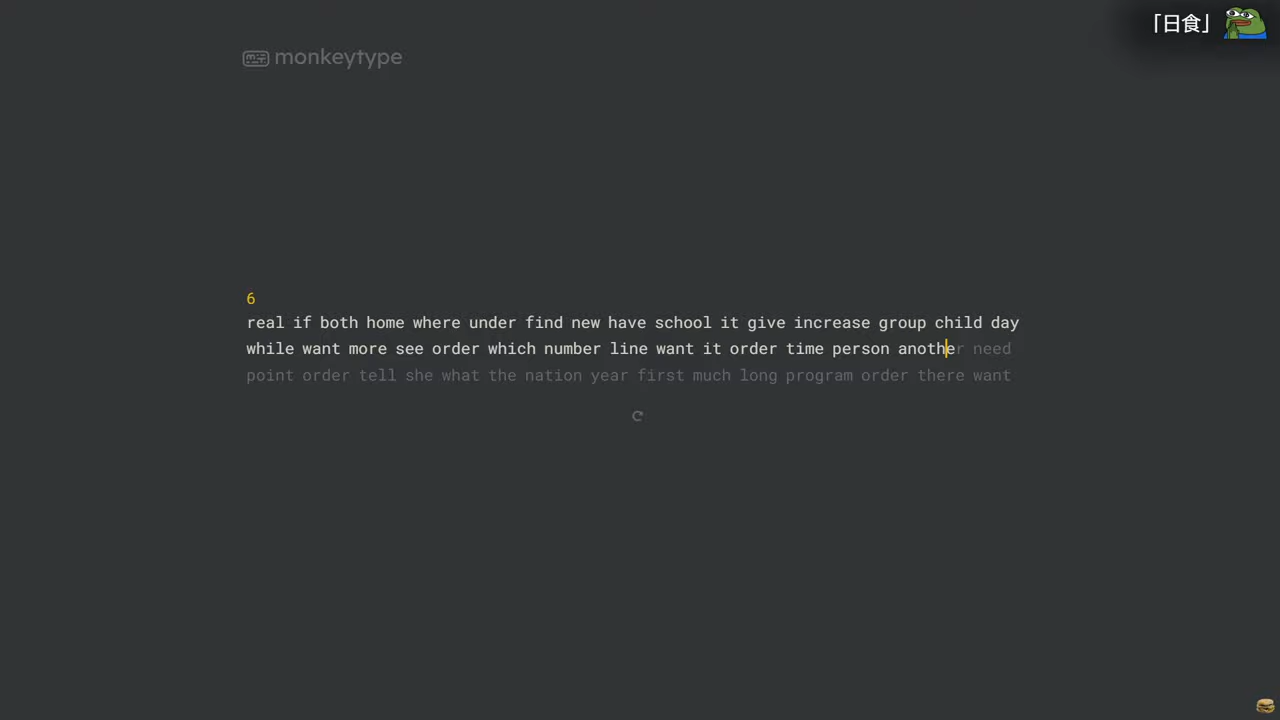 「日食」
monkeytype
6
real if both home where under find new have school it give increase group child day
while want more see order which number line want it order time person another need
point order tell she what the nation year first much long program order there want